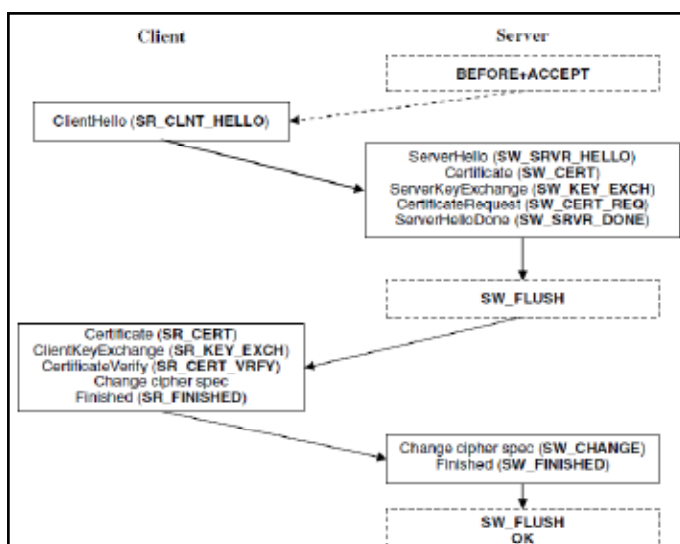 Client Server
BEFORE+ACCEPT
ClientHello (SR_CLNT_HELLO)
ServerHello (SW_SRVR_HELLO)
Certificate (SW_CERT)
ServerKeyExchange (SW_KEY_EXCH)
CertificateRequest (SW_CERT_REQ)
ServerHelloDone (SW_SRVR_DONE)
SW_FLUSH
Certificate (SR_CERT)
ClientKeyExchange (SR_KEY_EXCH)
CertificateVerify (SR_CERT_VRFY)
Change cipher spec
Finished (SR_FINISHED)
Change cipher spec (SW_CHANGE)
Finished (SW_FINISHED)
SW_FLUSH
OK